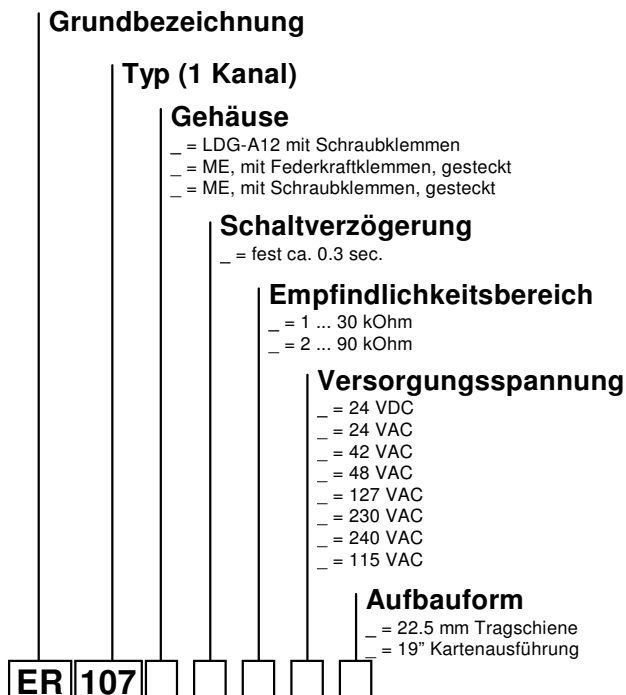 Grundbezeichnung
Typ (1 Kanal)
Gehäuse
_ = LDG-A12 mit Schraubklemmen
_ = ME, mit Federkraftklemmen, gesteckt
_ = ME, mit Schraubklemmen, gesteckt
Schaltverzögerung
_ = fest ca. 0.3 sec.
Empfindlichkeitsbereich
_ = 1 ... 30 kOhm
_ = 2 ... 90 kOhm
Versorgungsspannung
_ = 24 VDC
_ = 24 VAC
_ = 42 VAC
_ = 48 VAC
_ = 127 VAC
_ = 230 VAC
_ = 240 VAC
_ = 115 VAC
Aufbauform
_ = 22.5 mm Tragschiene
_ = 19” Kartenausführung
ER 107